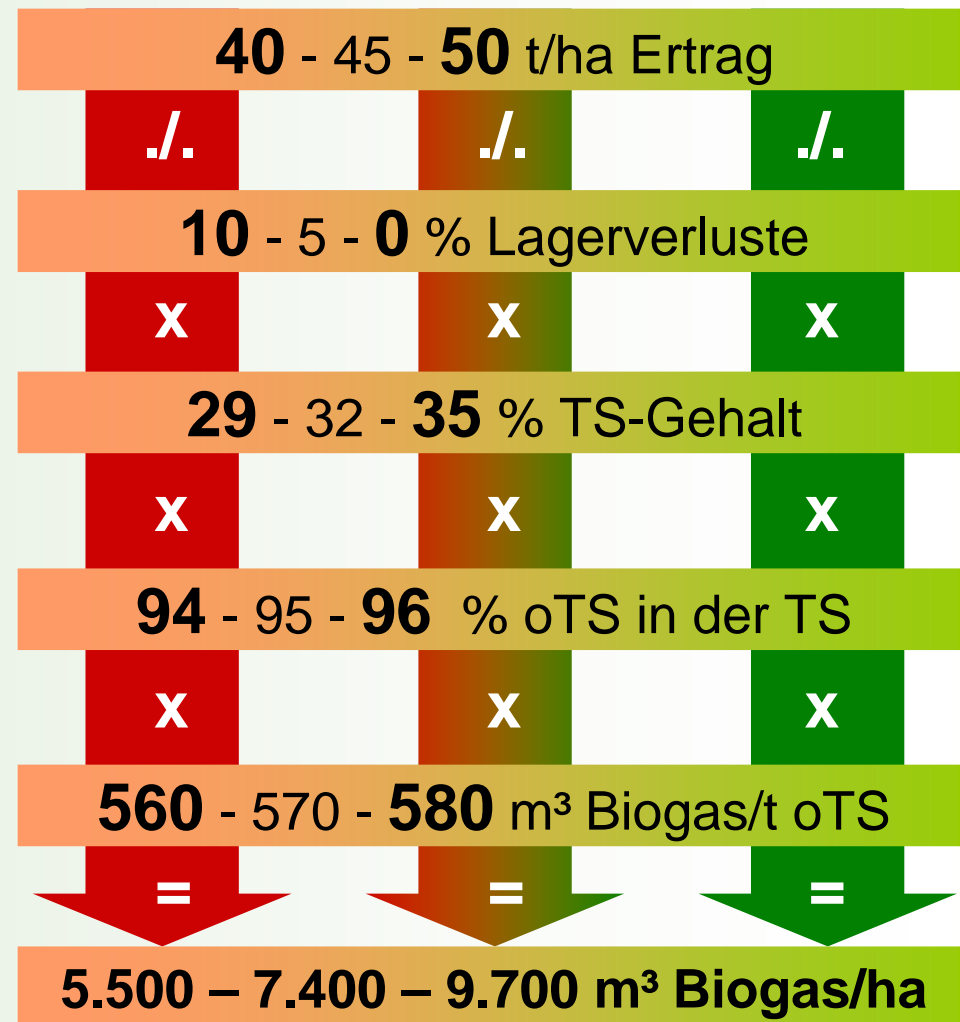 40 - 45 - 50 t/ha Ertrag
./. ./. ./.
10 - 5 - 0 % Lagerverluste
x x x
29 - 32 - 35 % TS-Gehalt
x x x
94 - 95 - 96 % oTS in der TS
x x x
560 - 570 - 580 m³ Biogas/t oTS
= = =
5.500 – 7.400 – 9.700 m³ Biogas/ha